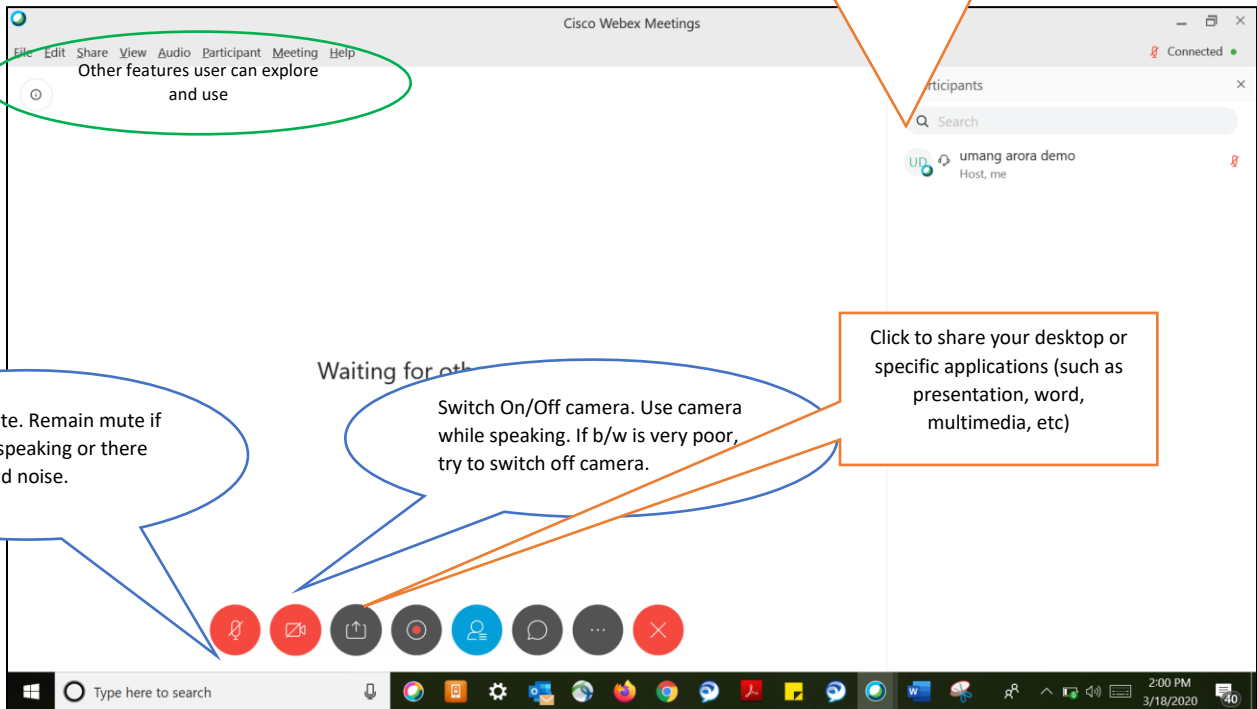 Cisco Webex Meetings
File Edit Share View Audio Participant Meeting Help
Connected
Other features user can explore
and use
Participants
Search
UD
umang arora demo
Host, me
Click to share your desktop or
specific applications (such as
presentation, word,
multimedia, etc)
Waiting for
Switch On/Off camera. Use camera
while speaking. If b/w is very poor,
try to switch off camera.
Remain mute if
speaking or there
noise.
Type here to search
2:00 PM
3/18/2020
40